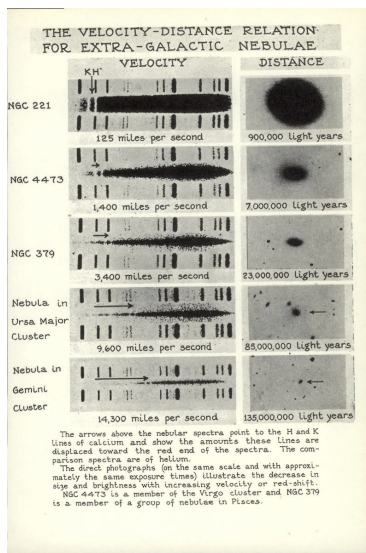 THE VELOCITY-DISTANCE RELATION
FOR EXTRA-GALACTIC NEBULAE
VELOCITY
DISTANCE
KH
NGC 221
125 miles per second
900,000 light years
NGC 4473
1,400 miles per second
7,000,000 light years
NGC 379
3,400 miles per second
23,000,000 light years
Nebula in
Ursa Major
Cluster
9,600 miles per second
85,000,000 light years
Nebula in
Gemini
Cluster
14,300 miles per second
135,000,000 light years
The arrows above the nebular spectra point to the H and K
lines of calcium and show the amounts these lines are
displaced toward the red end of the spectra. The com-
parison spectra are of helium.
The direct photographs (on the same scale and with approxi-
mately the same exposure times) illustrate the decrease in
size and brightness with increasing velocity or red-shift.
NGC 4473 is a member of the Virgo cluster and NGC 379
is a member of a group of nebulae in Pisces.